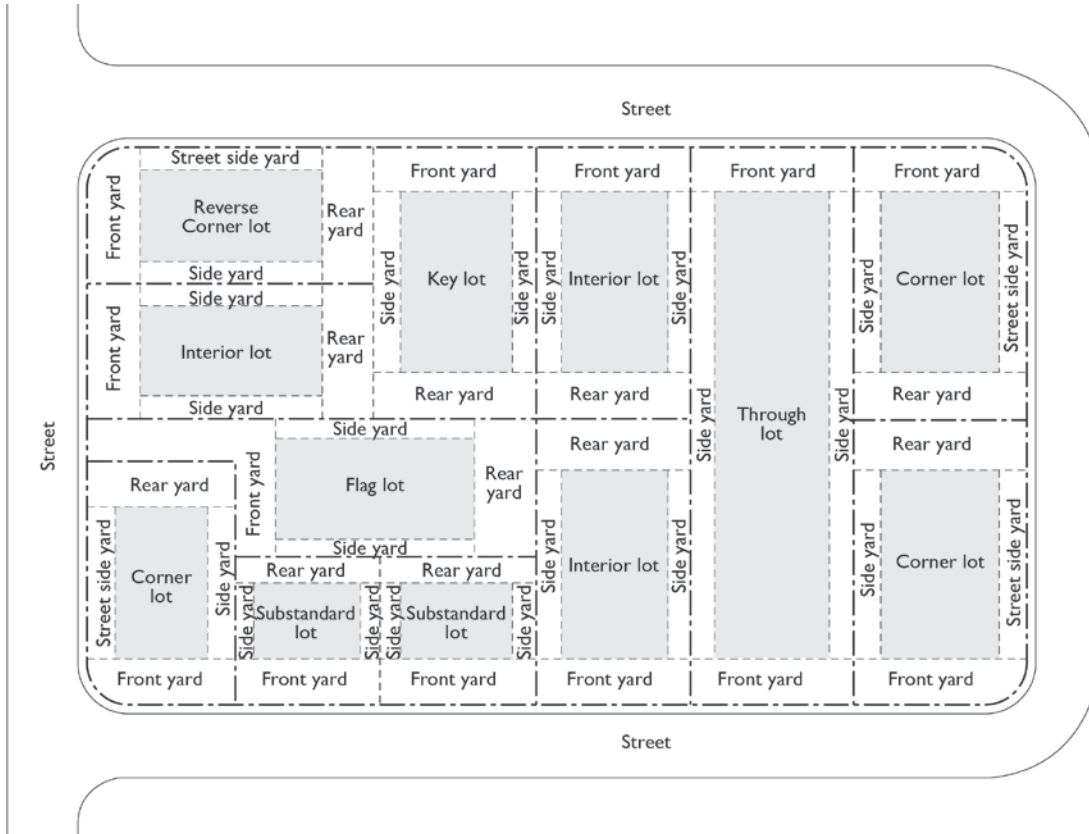 Street
Street side yard
Front yard
Reverse
Corner lot
Rear
yard
Side yard
Front yard
Side yard
Key lot
Side yard
Front yard
Side yard
Interior lot
Side yard
Front yard
Front yard
Side yard
Corner lot
Street side yard
Side yard
Front yard
Interior lot
Rear
yard
Side yard
Rear yard
Rear yard
Side yard
Through
lot
Side yard
Rear yard
Street
Side yard
Front yard
Flag lot
Rear
yard
Side yard
Rear yard
Rear yard
Rear yard
Street side yard
Corner
lot
Side yard
Rear yard
Side yard
Substandard
lot
Side yard
Rear yard
Side yard
Substandard
lot
Side yard
Side yard
Interior lot
Side yard
Side yard
Corner lot
Street side yard
Front yard
Front yard
Front yard
Front yard
Front yard
Front yard
Street